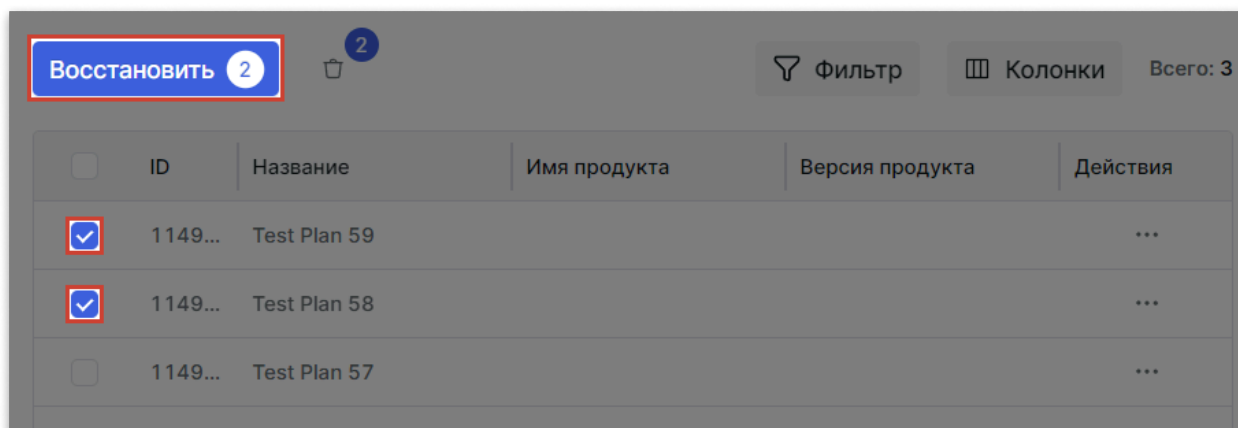 Восстановить 2
2
Фильтр
Колонки
Всего: 3
ID Название Имя продукта Версия продукта Действия
1149... Test Plan 59 ...
1149... Test Plan 58 ...
1149... Test Plan 57 ...